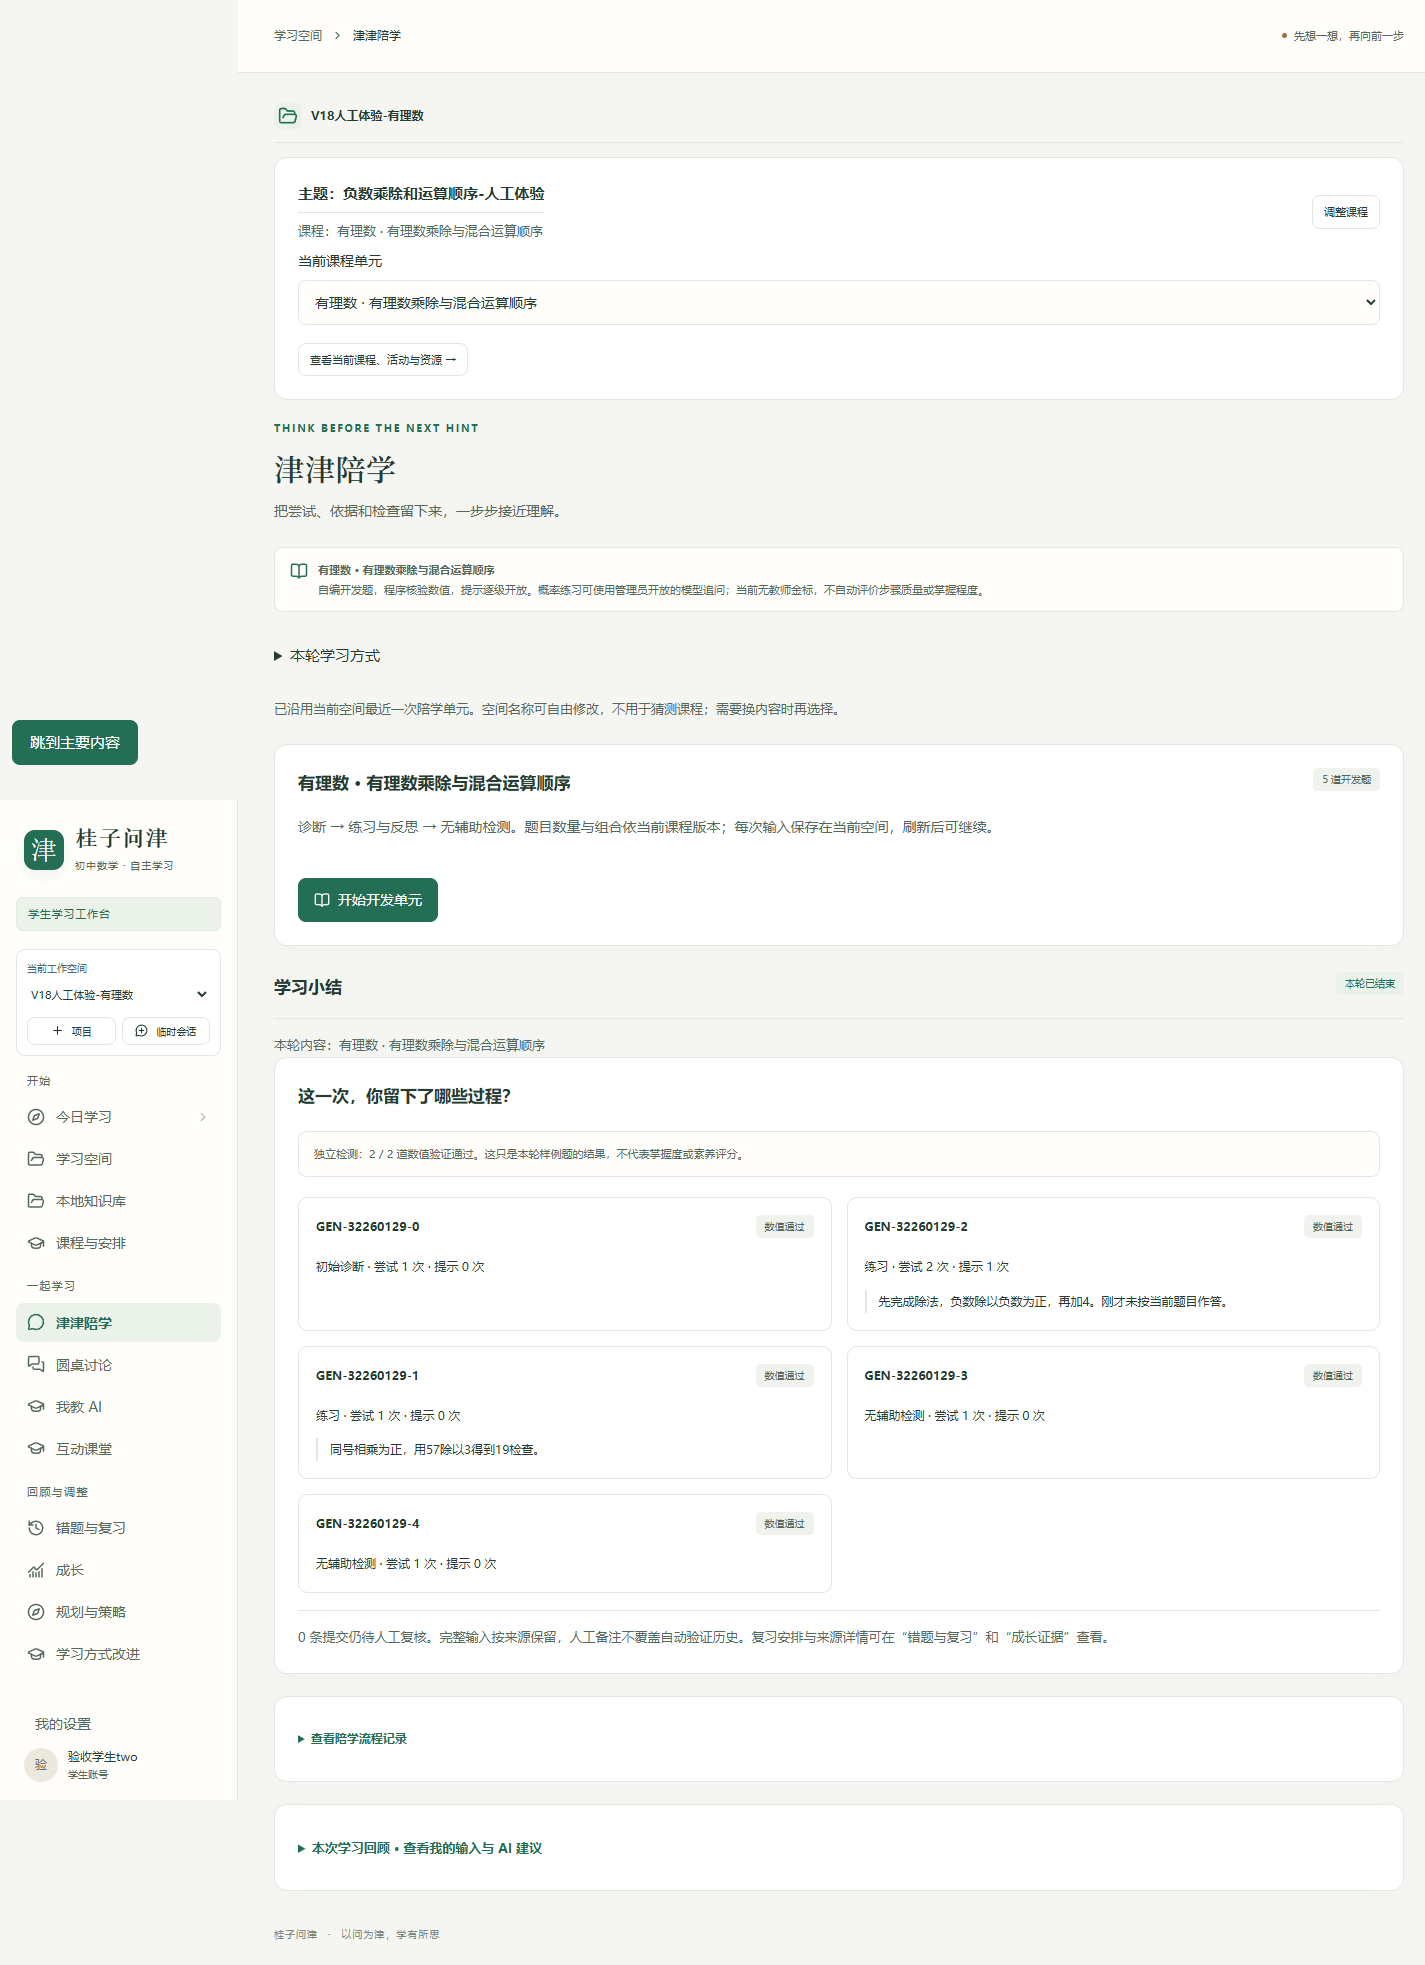 学习空间 › 津津陪学
先想一想，再向前一步
V18人工体验-有理数
主题：负数乘除和运算顺序-人工体验
调整课程
课程：有理数 · 有理数乘除与混合运算顺序
当前课程单元
有理数 · 有理数乘除与混合运算顺序
查看当前课程、活动与资源 →
THINK BEFORE THE NEXT HINT
津津陪学
把尝试、依据和检查留下来，一步步接近理解。
有理数 • 有理数乘除与混合运算顺序
自编开发题，程序核验数值，提示逐级开放。概率练习可使用管理员开放的模型追问；当前无教师金标，不自动评价步骤质量或掌握程度。
本轮学习方式
已沿用当前空间最近一次陪学单元。空间名称可自由修改，不用于猜测课程；需要换内容时再选择。
有理数 • 有理数乘除与混合运算顺序
5 道开发题
诊断 → 练习与反思 → 无辅助检测。题目数量与组合依当前课程版本；每次输入保存在当前空间，刷新后可继续。
开始开发单元
学习小结
本轮已结束
本轮内容：有理数 · 有理数乘除与混合运算顺序
这一次，你留下了哪些过程？
独立检测：2 / 2 道数值验证通过。这只是本轮样例题的结果，不代表掌握度或素养评分。
GEN-32260129-0
数值通过
初始诊断 · 尝试 1 次 · 提示 0 次
GEN-32260129-2
数值通过
练习 · 尝试 2 次 · 提示 1 次
先完成除法，负数除以负数为正，再加4。刚才未按当前题目作答。
GEN-32260129-1
数值通过
练习 · 尝试 1 次 · 提示 0 次
同号相乘为正，用57除以3得到19检查。
GEN-32260129-3
数值通过
无辅助检测 · 尝试 1 次 · 提示 0 次
GEN-32260129-4
数值通过
无辅助检测 · 尝试 1 次 · 提示 0 次
0 条提交仍待人工复核。完整输入按来源保留，人工备注不覆盖自动验证历史。复习安排与来源详情可在“错题与复习”和“成长证据”查看。
查看陪学流程记录
本次学习回顾 • 查看我的输入与 AI 建议
桂子问津 · 以问为津，学有所思
跳到主要内容
津
桂子问津
初中数学 · 自主学习
学生学习工作台
当前工作空间
V18人工体验-有理数
项目
临时会话
开始
今日学习
学习空间
本地知识库
课程与安排
一起学习
津津陪学
圆桌讨论
我教 AI
互动课堂
回顾与调整
错题与复习
成长
规划与策略
学习方式改进
我的设置
验
验收学生two
学生账号